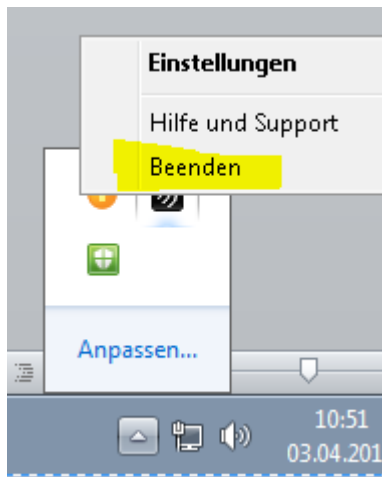 Einstellungen
Hilfe und Support
Beenden
Anpassen...
10:51
03.04.201